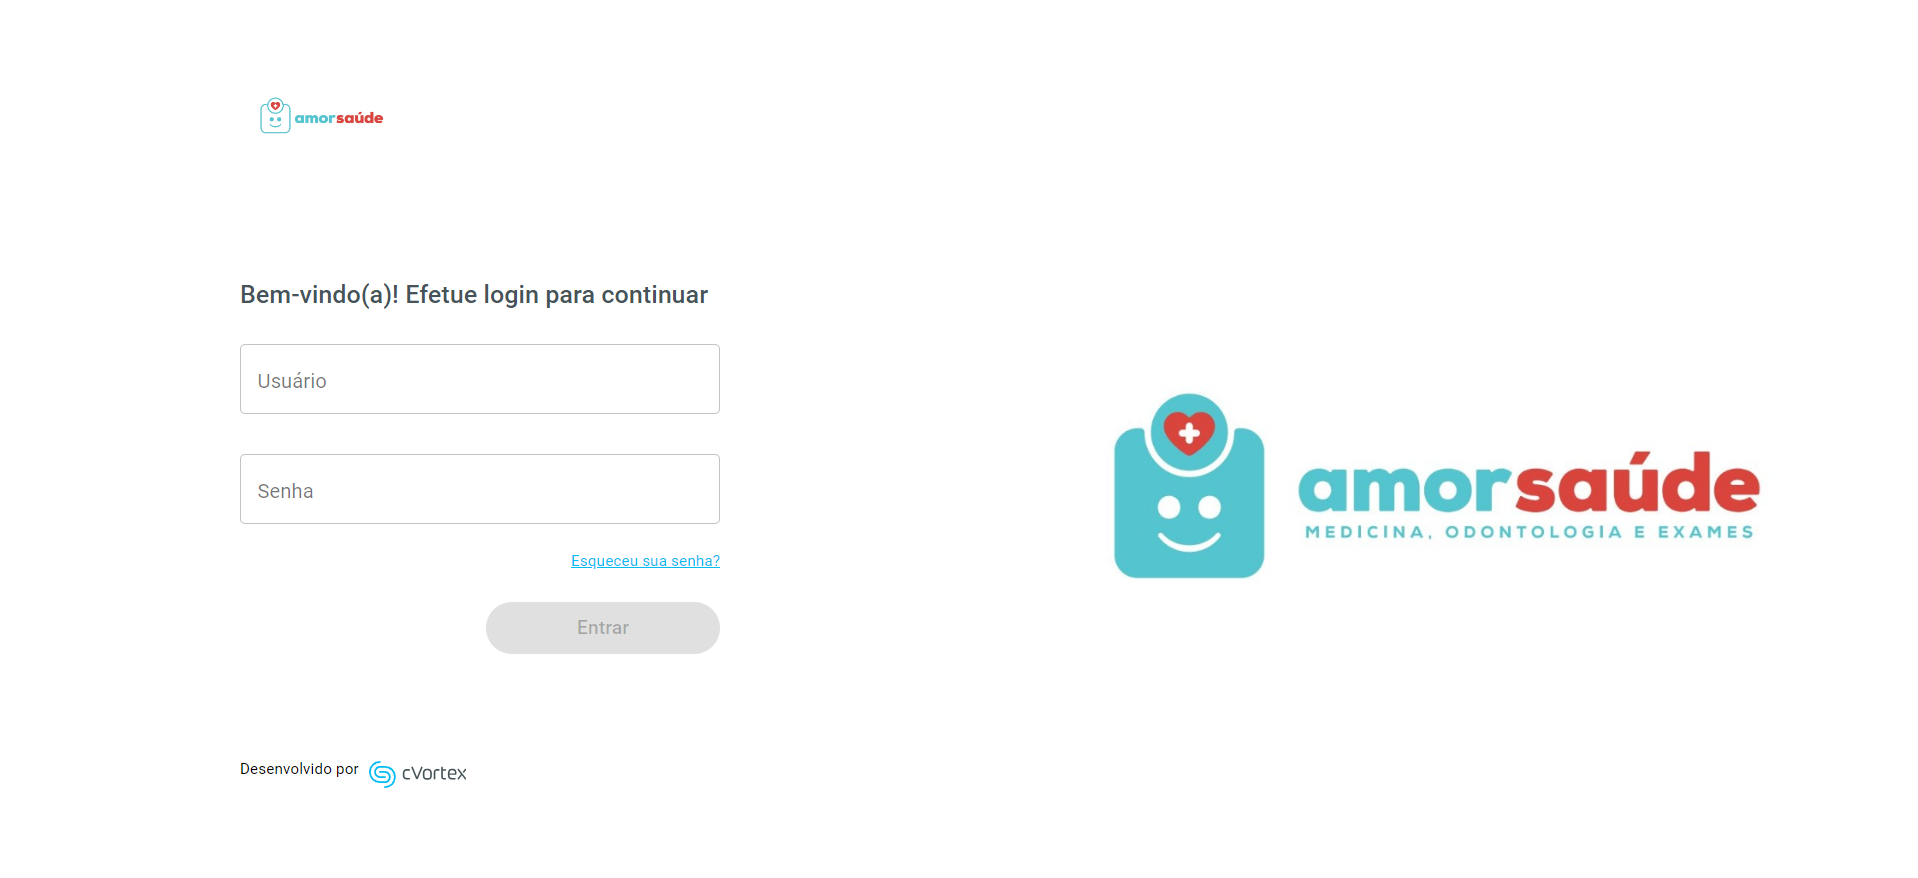 amorsaúde
Bem-vindo(a)! Efetue login para continuar
Usuário
Senha
Esqueceu sua senha?
Entrar
Desenvolvido por cVortex
amorsaúde
MEDICINA, ODONTOLOGIA E EXAMES